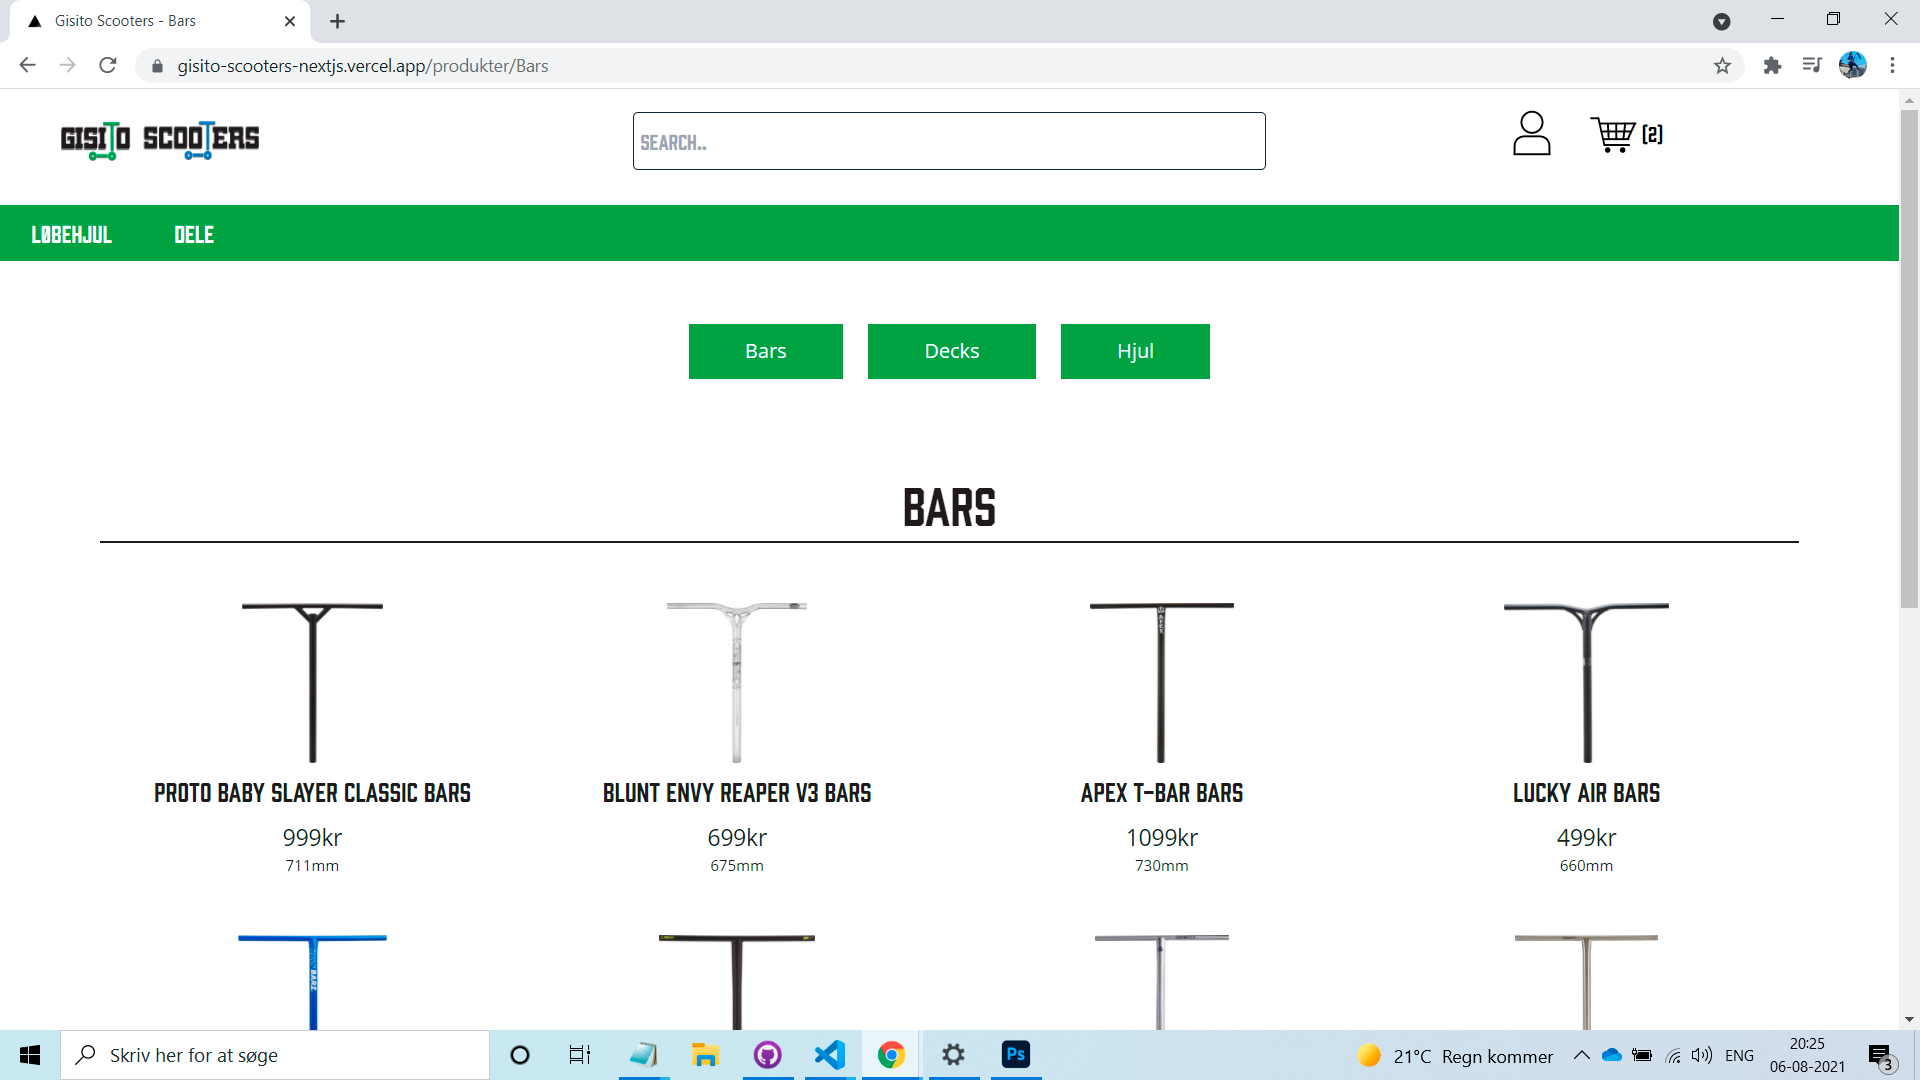 Gisito Scooters - Bars
gisito-scooters-nextjs.vercel.app/produkter/Bars
GISITO SCOOTERS
SEARCH..
[2]
LØBEHJUL
DELE
Bars
Decks
Hjul
BARS
PROTO BABY SLAYER CLASSIC BARS
999kr
711mm
BLUNT ENVY REAPER V3 BARS
699kr
675mm
APEX T-BAR BARS
1099kr
730mm
LUCKY AIR BARS
499kr
660mm
BARZ
Skriv her for at søge
Ps
21°C Regn kommer
ENG
20:25
06-08-2021
3